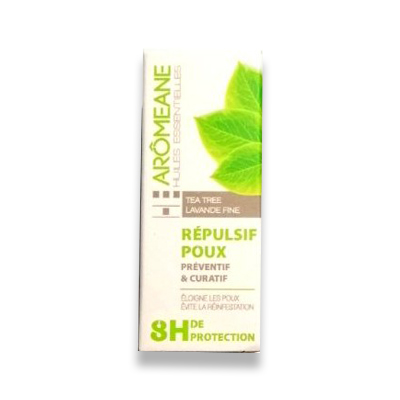 ARÔMEANE
HUILES ESSENTIELLES
TEA TREE
LAVANDE FINE
RÉPULSIF
POUX
PRÉVENTIF
& CURATIF
ÉLOIGNE LES POUX
ÉVITE LA RÉINFESTATION
8H DE
PROTECTION